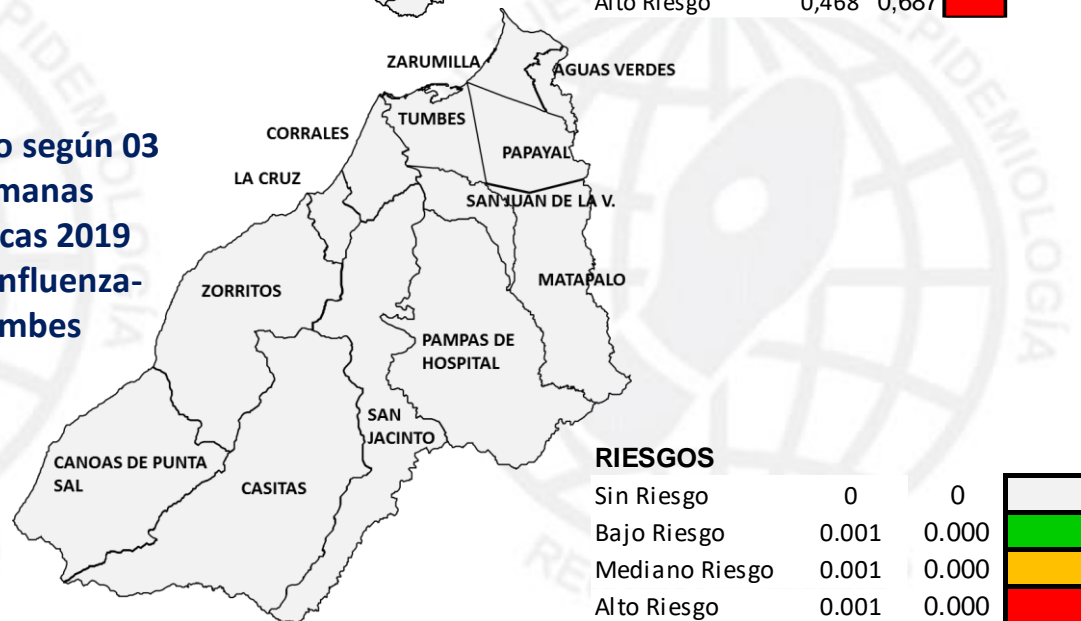 Alto Riesgo 0,468 0,687
ZARUMILLA
AGUAS VERDES
TUMBES
CORRALES
PAPAYAL
LA CRUZ
SAN JUAN DE LA V.
o según 03
manas
cas 2019
nfluenza-
mbes
MATAPALO
ZORRITOS
PAMPAS DE
HOSPITAL
SAN
JACINTO
CANOAS DE PUNTA
SAL
CASITAS
RIESGOS
Sin Riesgo 0 0
Bajo Riesgo 0.001 0.000
Mediano Riesgo 0.001 0.000
Alto Riesgo 0.001 0.000
EPIDEMIOLOGÍA
EPIDEMIOLOGÍA